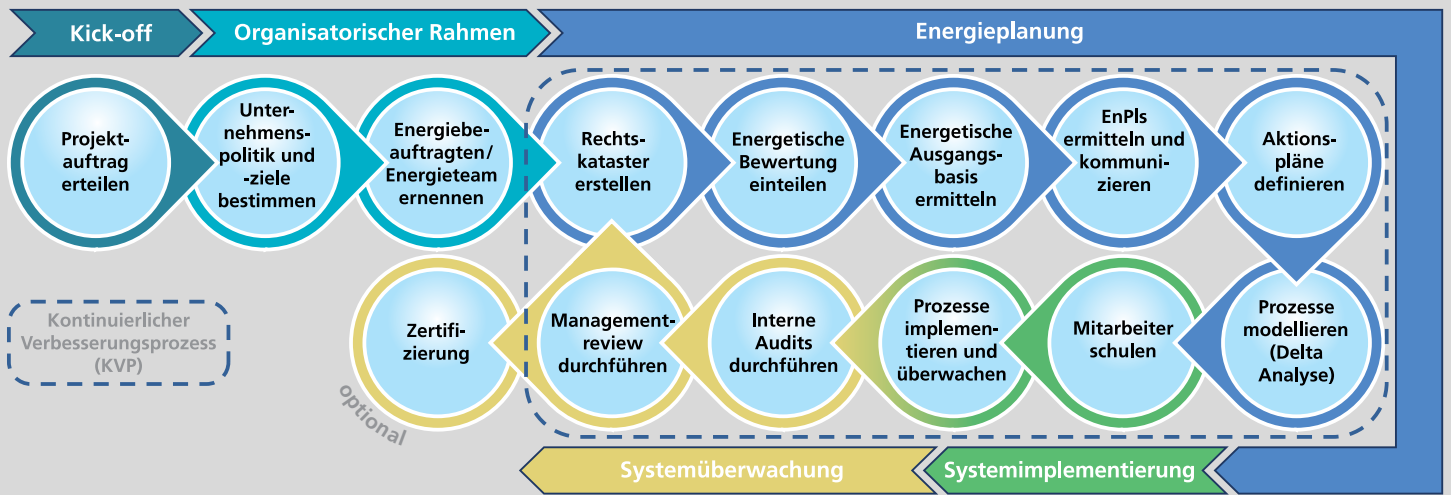 Kick-off
Organisatorischer Rahmen
Energieplanung
Projekt-
auftrag
erteilen
Unter-
nehmens-
politik und
-ziele
bestimmen
Energiebe-
auftragten/
Energieteam
ernennen
Rechts-
kataster
erstellen
Energetische
Bewertung
einteilen
Energetische
Ausgangs-
basis
ermitteln
EnPIs
ermitteln und
kommuni-
zieren
Aktions-
pläne
definieren
Kontinuierlicher
Verbesserungsprozess
(KVP)
Zertifi-
zierung
optional
Management-
review
durchführen
Interne
Audits
durchführen
Prozesse
implemen-
tieren und
überwachen
Mitarbeiter
schulen
Prozesse
modellieren
(Delta
Analyse)
Systemüberwachung
Systemimplementierung